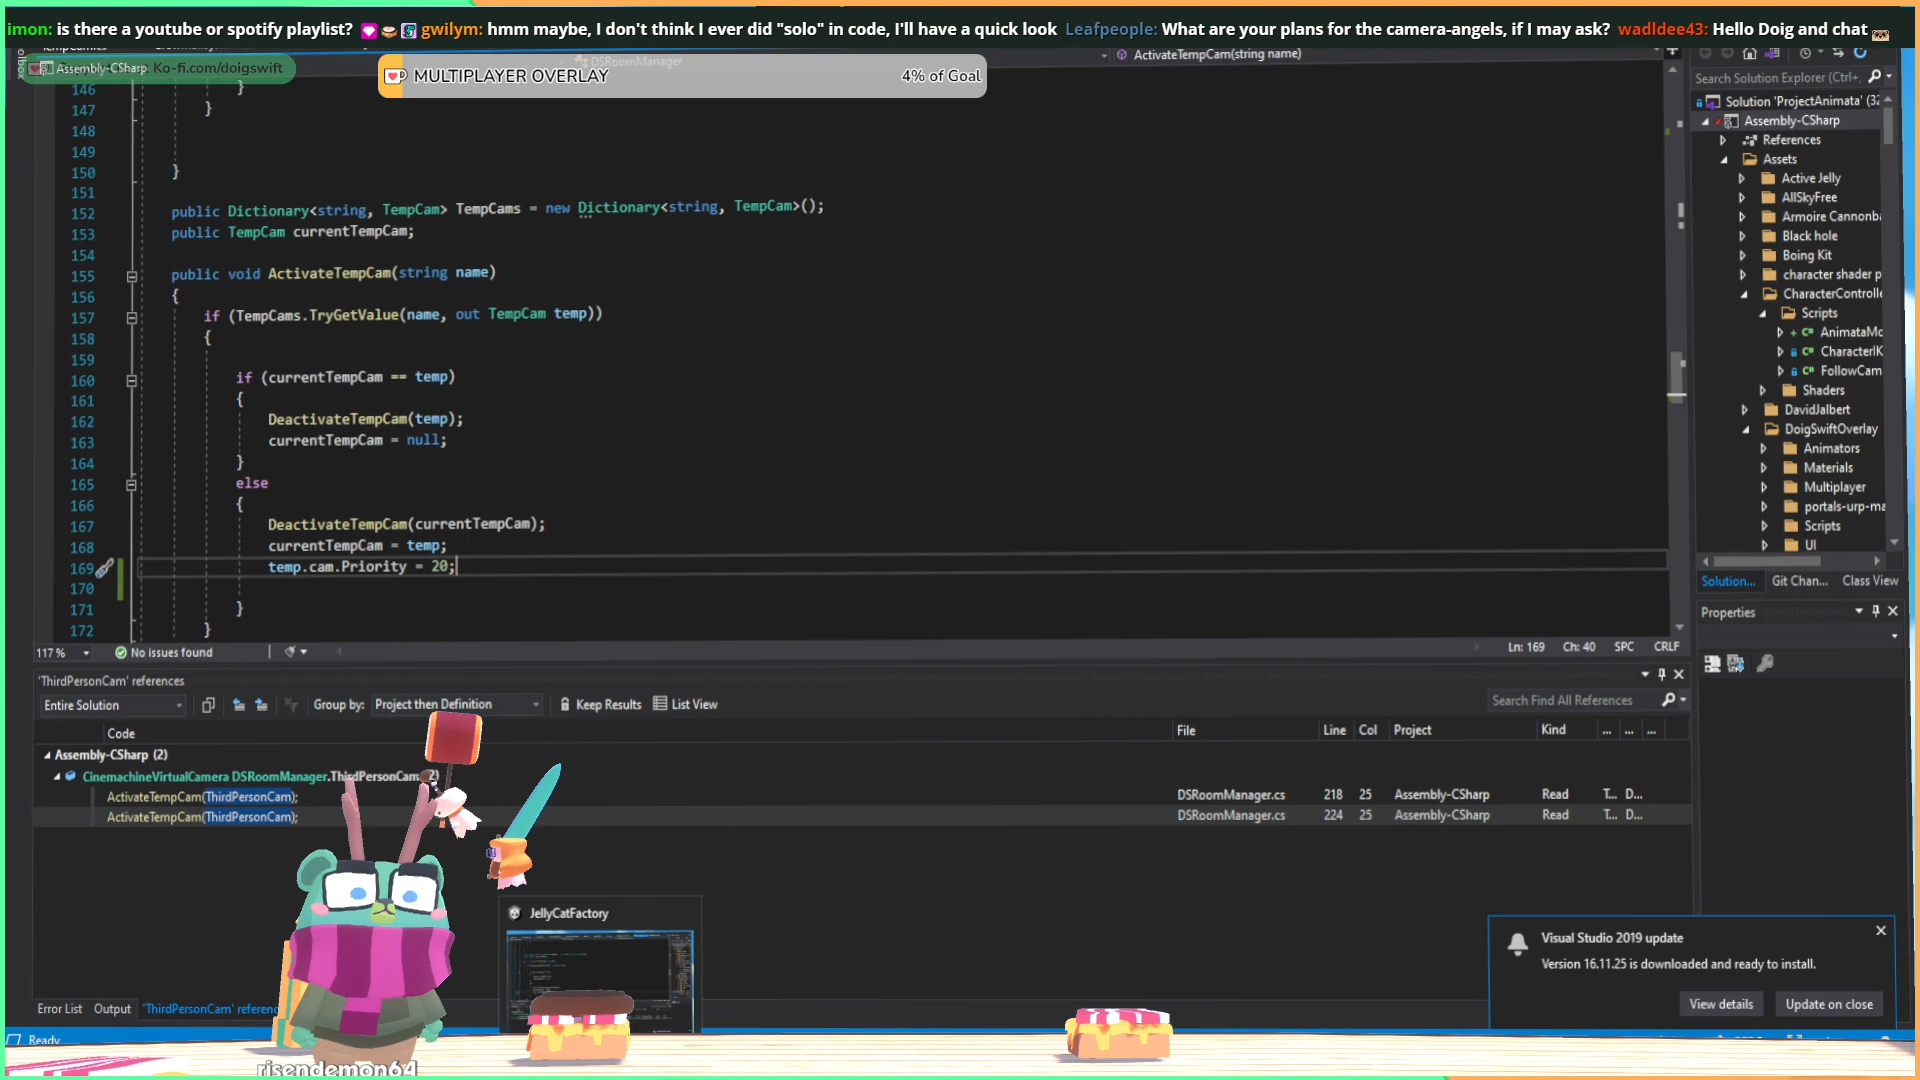 imon: is there a youtube or spotify playlist? gwilym: hmm maybe, I don't think I ever did "solo" in code, I'll have a quick look Leafpeople: What are your plans for the camera-angels, if I may ask? wadldee43: Hello Doig and chat
Assembly-CSharp Ko-fi.com/doigswift
MULTIPLAYER OVERLAY 4% of Goal
DSRoomManager
ActivateTempCam(string name)
146 }
147 }
148
149
150 }
151
152 public Dictionary<string, TempCam> TempCams = new Dictionary<string, TempCam>();
153 public TempCam currentTempCam;
154
155 public void ActivateTempCam(string name)
156 {
157 if (TempCams.TryGetValue(name, out TempCam temp))
158 {
159
160 if (currentTempCam == temp)
161 {
162 DeactivateTempCam(temp);
163 currentTempCam = null;
164 }
165 else
166 {
167 DeactivateTempCam(currentTempCam);
168 currentTempCam = temp;
169 temp.cam.Priority = 20;
170
171 }
172 }
117 % No issues found Ln: 169 Ch: 40 SPC CRLF
'ThirdPersonCam' references
Entire Solution Group by: Project then Definition Keep Results List View Search Find All References
Code File Line Col Project Kind ... ... ...
Assembly-CSharp (2)
CinemachineVirtualCamera DSRoomManager.ThirdPersonCam (2)
ActivateTempCam(ThirdPersonCam); DSRoomManager.cs 218 25 Assembly-CSharp Read T... D...
ActivateTempCam(ThirdPersonCam); DSRoomManager.cs 224 25 Assembly-CSharp Read T... D...
JellyCatFactory
Error List Output 'ThirdPersonCam' referenc
Ready
risendemon64
Search Solution Explorer (Ctrl+;
Solution 'ProjectAnimata' (32
Assembly-CSharp
References
Assets
Active Jelly
AllSkyFree
Armoire Cannonba
Black hole
Boing Kit
character shader p
CharacterControlle
Scripts
AnimataMo
CharacterIK
FollowCam
Shaders
DavidJalbert
DoigSwiftOverlay
Animators
Materials
Multiplayer
portals-urp-ma
Scripts
UI
Solution... Git Chan... Class View
Properties
Visual Studio 2019 update
Version 16.11.25 is downloaded and ready to install.
View details Update on close